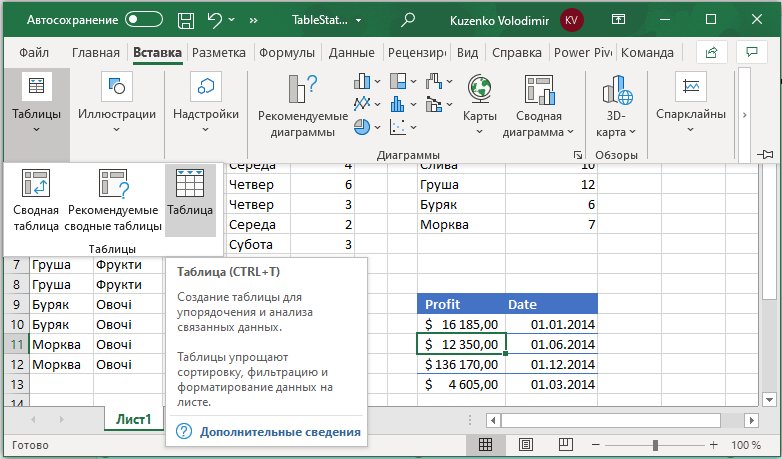 Автосохранение TableStat... Kuzenko Volodimir KV
Файл Главная Вставка Разметка Формулы Данные Рецензиро Вид Справка Power Piv Команда
Таблицы Иллюстрации Надстройки Рекомендуемые диаграммы Карты Сводная диаграмма 3D-карта Спарклайны
Диаграммы Обзоры
Середа 4 Слива 10
Четвер 6 Груша 12
Четвер 3 Буряк 6
Середа 2 Морква 7
Субота 3
Сводная таблица Рекомендуемые сводные таблицы Таблица
Таблицы
7 Груша Фрукти
8 Груша Фрукти
9 Буряк Овочі Profit Date
10 Буряк Овочі $ 16 185,00 01.01.2014
11 Морква Овочі $ 12 350,00 01.06.2014
12 Морква Овочі $ 136 170,00 01.12.2014
13 $ 4 605,00 01.03.2014
14
Таблица (CTRL+T)
Создание таблицы для
упорядочения и анализа
связанных данных.
Таблицы упрощают
сортировку, фильтрацию и
форматирование данных на
листе.
Дополнительные сведения
Лист1
Готово 100 %